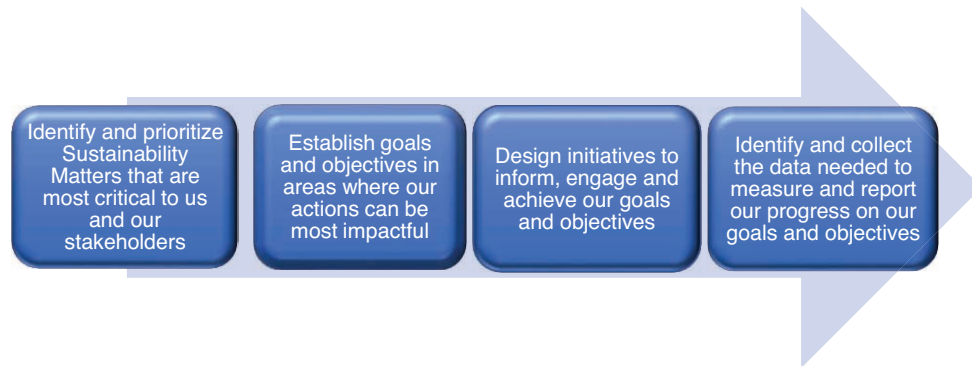 Identify and prioritize
Sustainability
Matters that are
most critical to us
and our
stakeholders
Establish goals
and objectives in
areas where our
actions can be
most impactful
Design initiatives to
inform, engage and
achieve our goals
and objectives
Identify and collect
the data needed to
measure and report
our progress on our
goals and objectives